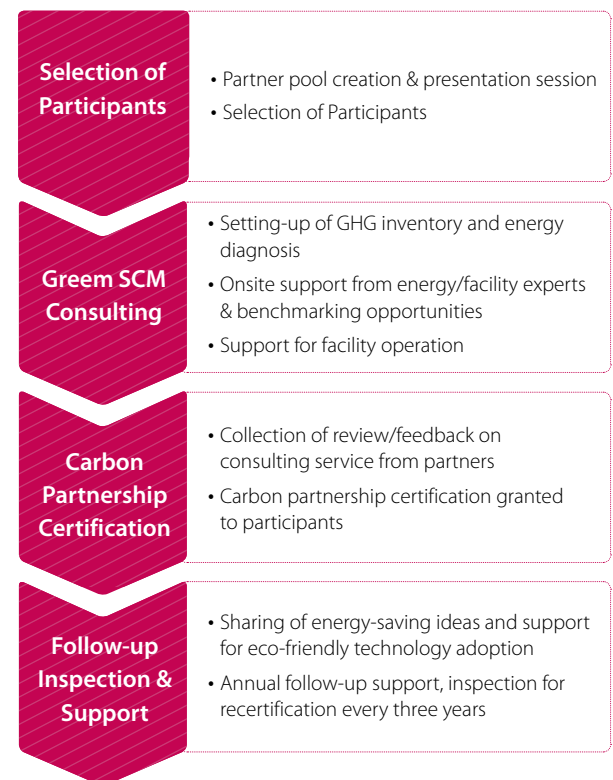 Selection of
Participants
• Partner pool creation & presentation session
• Selection of Participants
Greem SCM
Consulting
• Setting-up of GHG inventory and energy
diagnosis
• Onsite support from energy/facility experts
& benchmarking opportunities
• Support for facility operation
Carbon
Partnership
Certification
• Collection of review/feedback on
consulting service from partners
• Carbon partnership certification granted
to participants
Follow-up
Inspection &
Support
• Sharing of energy-saving ideas and support
for eco-friendly technology adoption
• Annual follow-up support, inspection for
recertification every three years